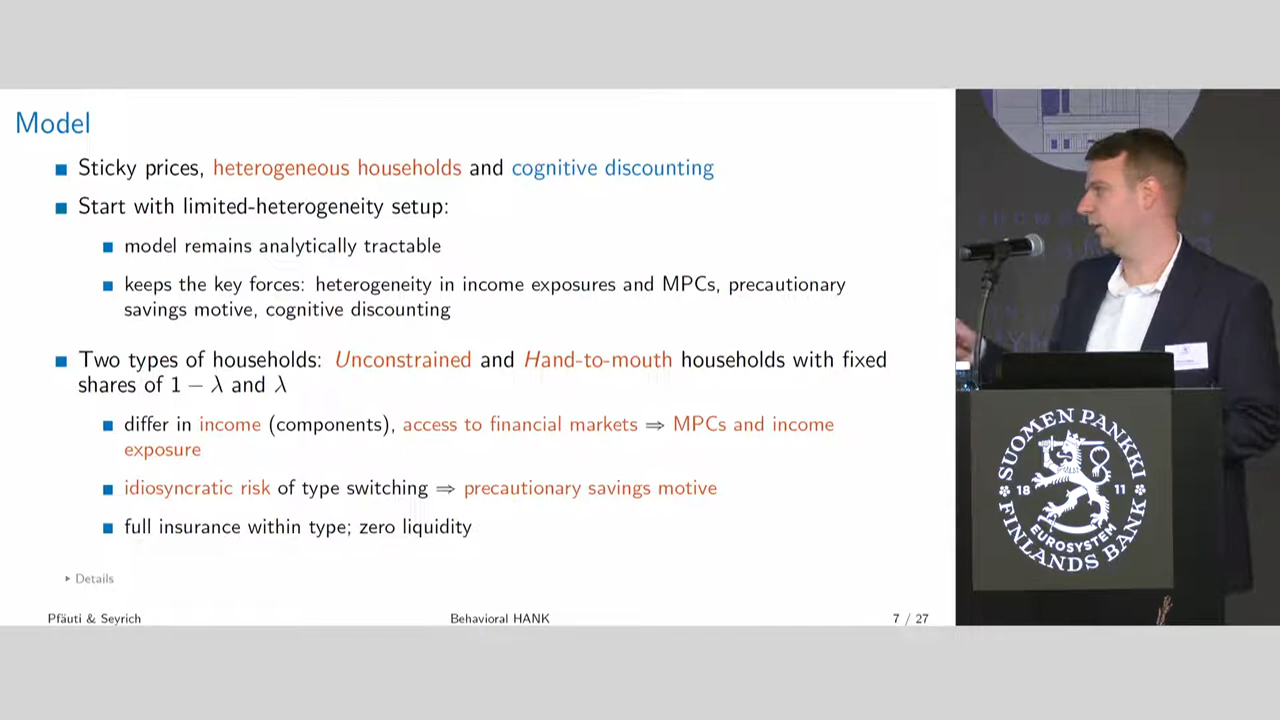 Model
Sticky prices, heterogeneous households and cognitive discounting
Start with limited-heterogeneity setup:
model remains analytically tractable
keeps the key forces: heterogeneity in income exposures and MPCs, precautionary
savings motive, cognitive discounting
Two types of households: Unconstrained and Hand-to-mouth households with fixed
shares of 1 − λ and λ
differ in income (components), access to financial markets ⇒ MPCs and income
exposure
idiosyncratic risk of type switching ⇒ precautionary savings motive
full insurance within type; zero liquidity
Details
Pfäuti & Seyrich
Behavioral HANK
7 / 27
SUOMEN PANKKI
18 11
EUROSYSTEM
FINLANDS BANK